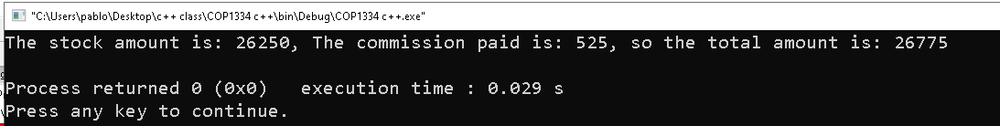 "C:\Users\pablo\Desktop\c++ class\COP1334 c++\bin\Debug\COP1334 c++.exe"
The stock amount is: 26250, The commission paid is: 525, so the total amount is: 26775
Process returned 0 (0x0)   execution time : 0.029 s
Press any key to continue.